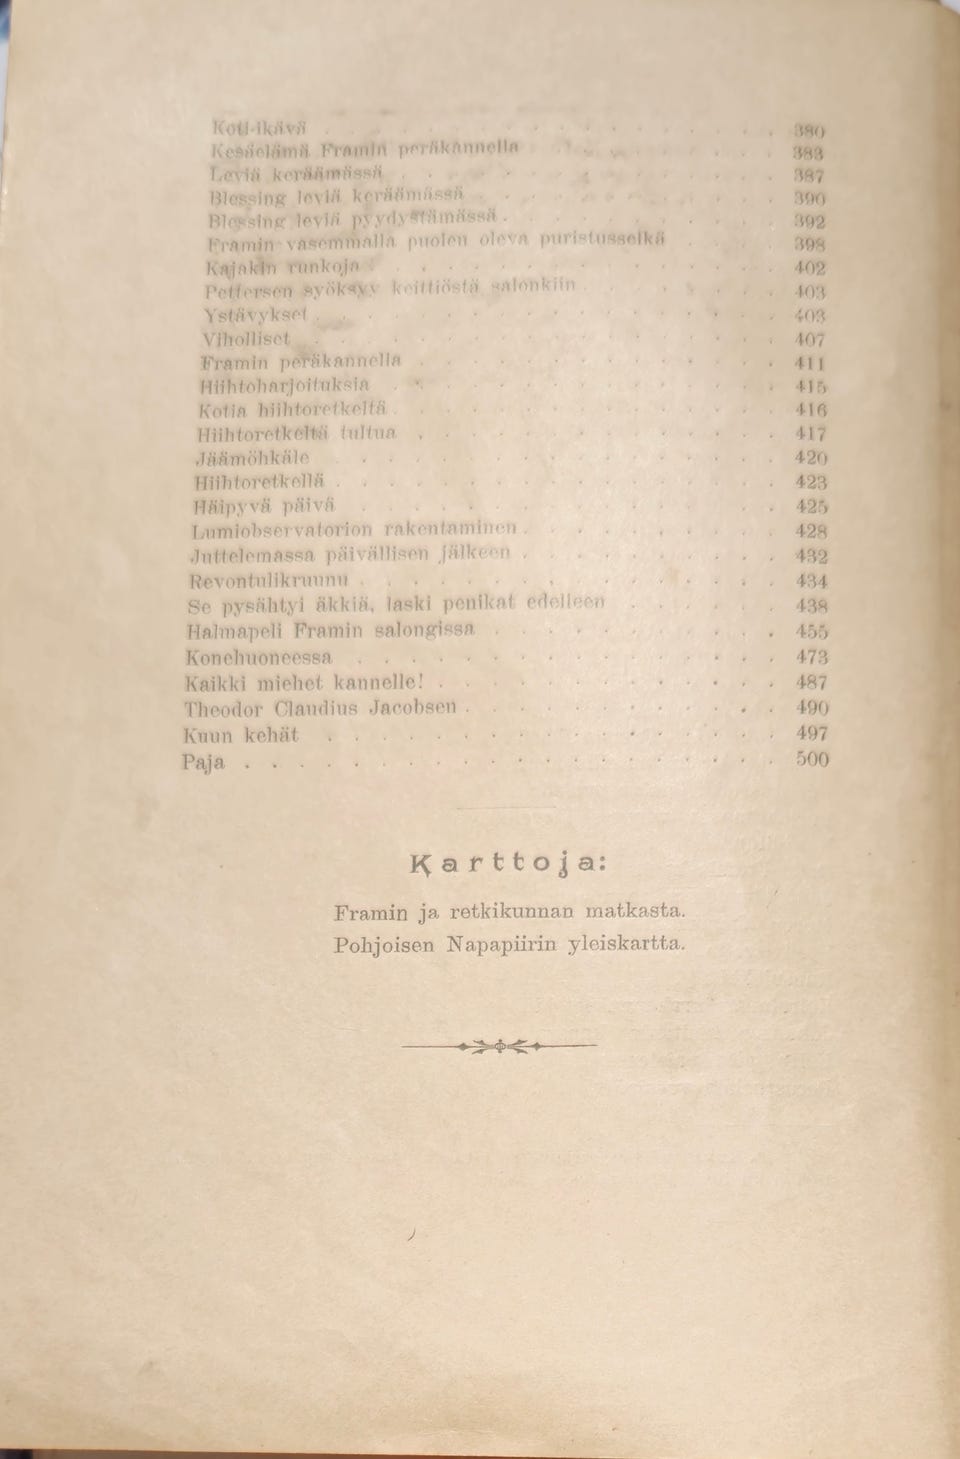 Koti-ikävä . . . . . . . . . . . . . . . . . 380
Kesäelämä Framin peräkannella . . . . . . . . . 383
Leviä keräämässä . . . . . . . . . . . . . . . 387
Blessing leviä keräämässä . . . . . . . . . . . 390
Blessing leviä pyydystämässä . . . . . . . . . . 392
Framin vasemmalla puolen oleva puristusselkä . . . . 398
Kajakin runkoja . . . . . . . . . . . . . . . 402
Pettersen syöksyy keittiöstä salonkiin . . . . . . . 403
Ystävykset . . . . . . . . . . . . . . . . . 403
Viholliset . . . . . . . . . . . . . . . . . 407
Framin peräkannella . . . . . . . . . . . . . . 411
Hiihtoharjoituksia . . . . . . . . . . . . . . . 415
Kotia hiihtoretkeltä . . . . . . . . . . . . . . 416
Hiihtoretkeltä tultua . . . . . . . . . . . . . . 417
Jäämöhkäle . . . . . . . . . . . . . . . . 420
Hiihtoretkellä . . . . . . . . . . . . . . . . . 423
Häipyvä päivä . . . . . . . . . . . . . . . . 425
Lumiobservatorion rakentaminen . . . . . . . . . . 428
Juttelemassa päivällisen jälkeen . . . . . . . . . . 432
Revontulikruunu . . . . . . . . . . . . . . . . 434
Se pysähtyi äkkiä, laski penikat edelleen . . . . . . 438
Halmapeli Framin salongissa . . . . . . . . . . . 455
Konehuoneessa . . . . . . . . . . . . . . . . 473
Kaikki miehet kannelle! . . . . . . . . . . . . . 487
Theodor Claudius Jacobsen . . . . . . . . . . . . 490
Kuun kehät . . . . . . . . . . . . . . . . . 497
Paja . . . . . . . . . . . . . . . . . . . . 500
Karttoja:
Framin ja retkikunnan matkasta.
Pohjoisen Napapiirin yleiskartta.